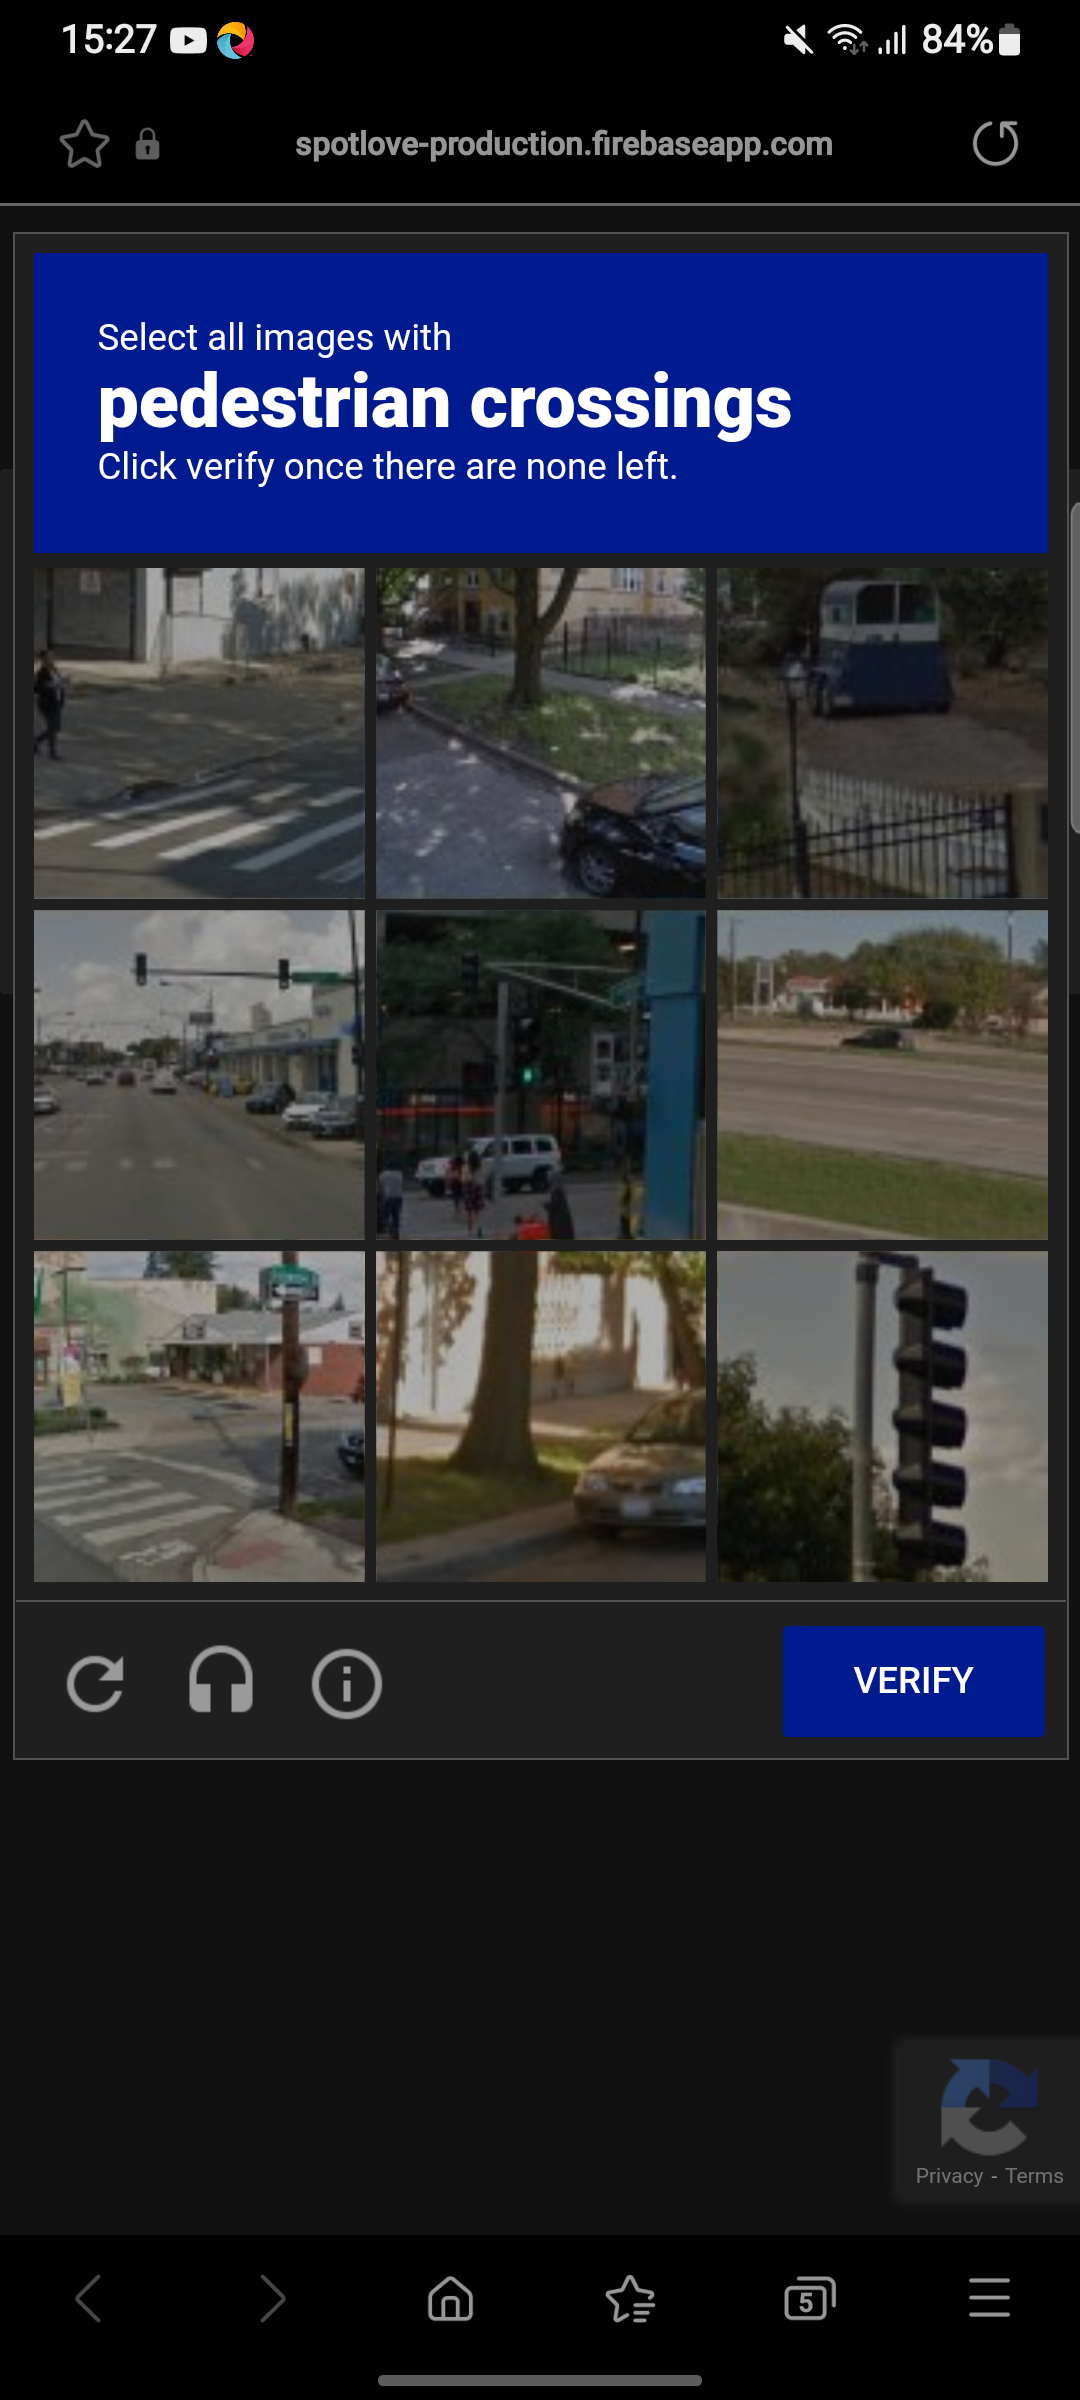 15:27
84%
spotlove-production.firebaseapp.com
Select all images with
pedestrian crossings
Click verify once there are none left.
VERIFY
Privacy - Terms
5